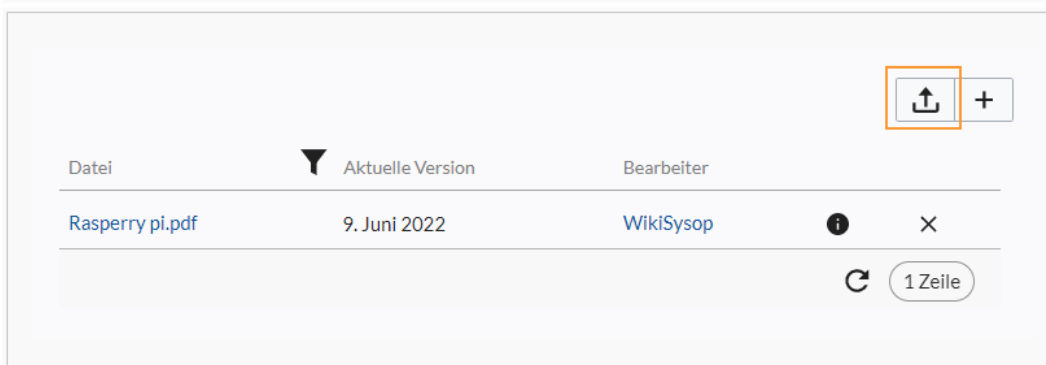 Datei Aktuelle Version Bearbeiter
Rasperry pi.pdf 9. Juni 2022 WikiSysop
1 Zeile